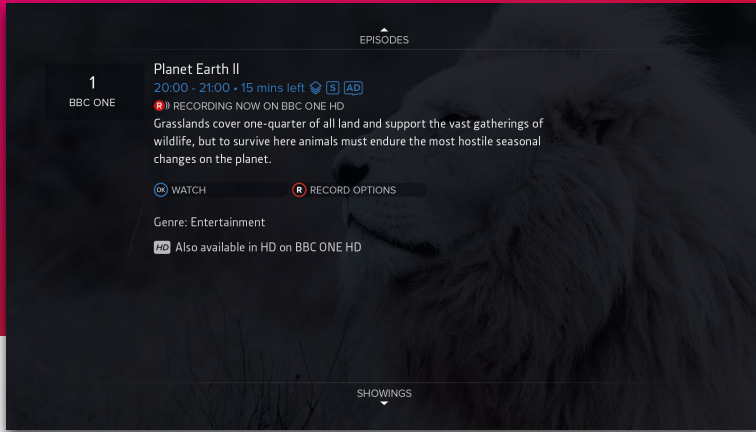 EPISODES
1
BBC ONE
Planet Earth II
20:00 - 21:00 • 15 mins left S AD
R RECORDING NOW ON BBC ONE HD
Grasslands cover one-quarter of all land and support the vast gatherings of
wildlife, but to survive here animals must endure the most hostile seasonal
changes on the planet.
OK WATCH R RECORD OPTIONS
Genre: Entertainment
HD Also available in HD on BBC ONE HD
SHOWINGS